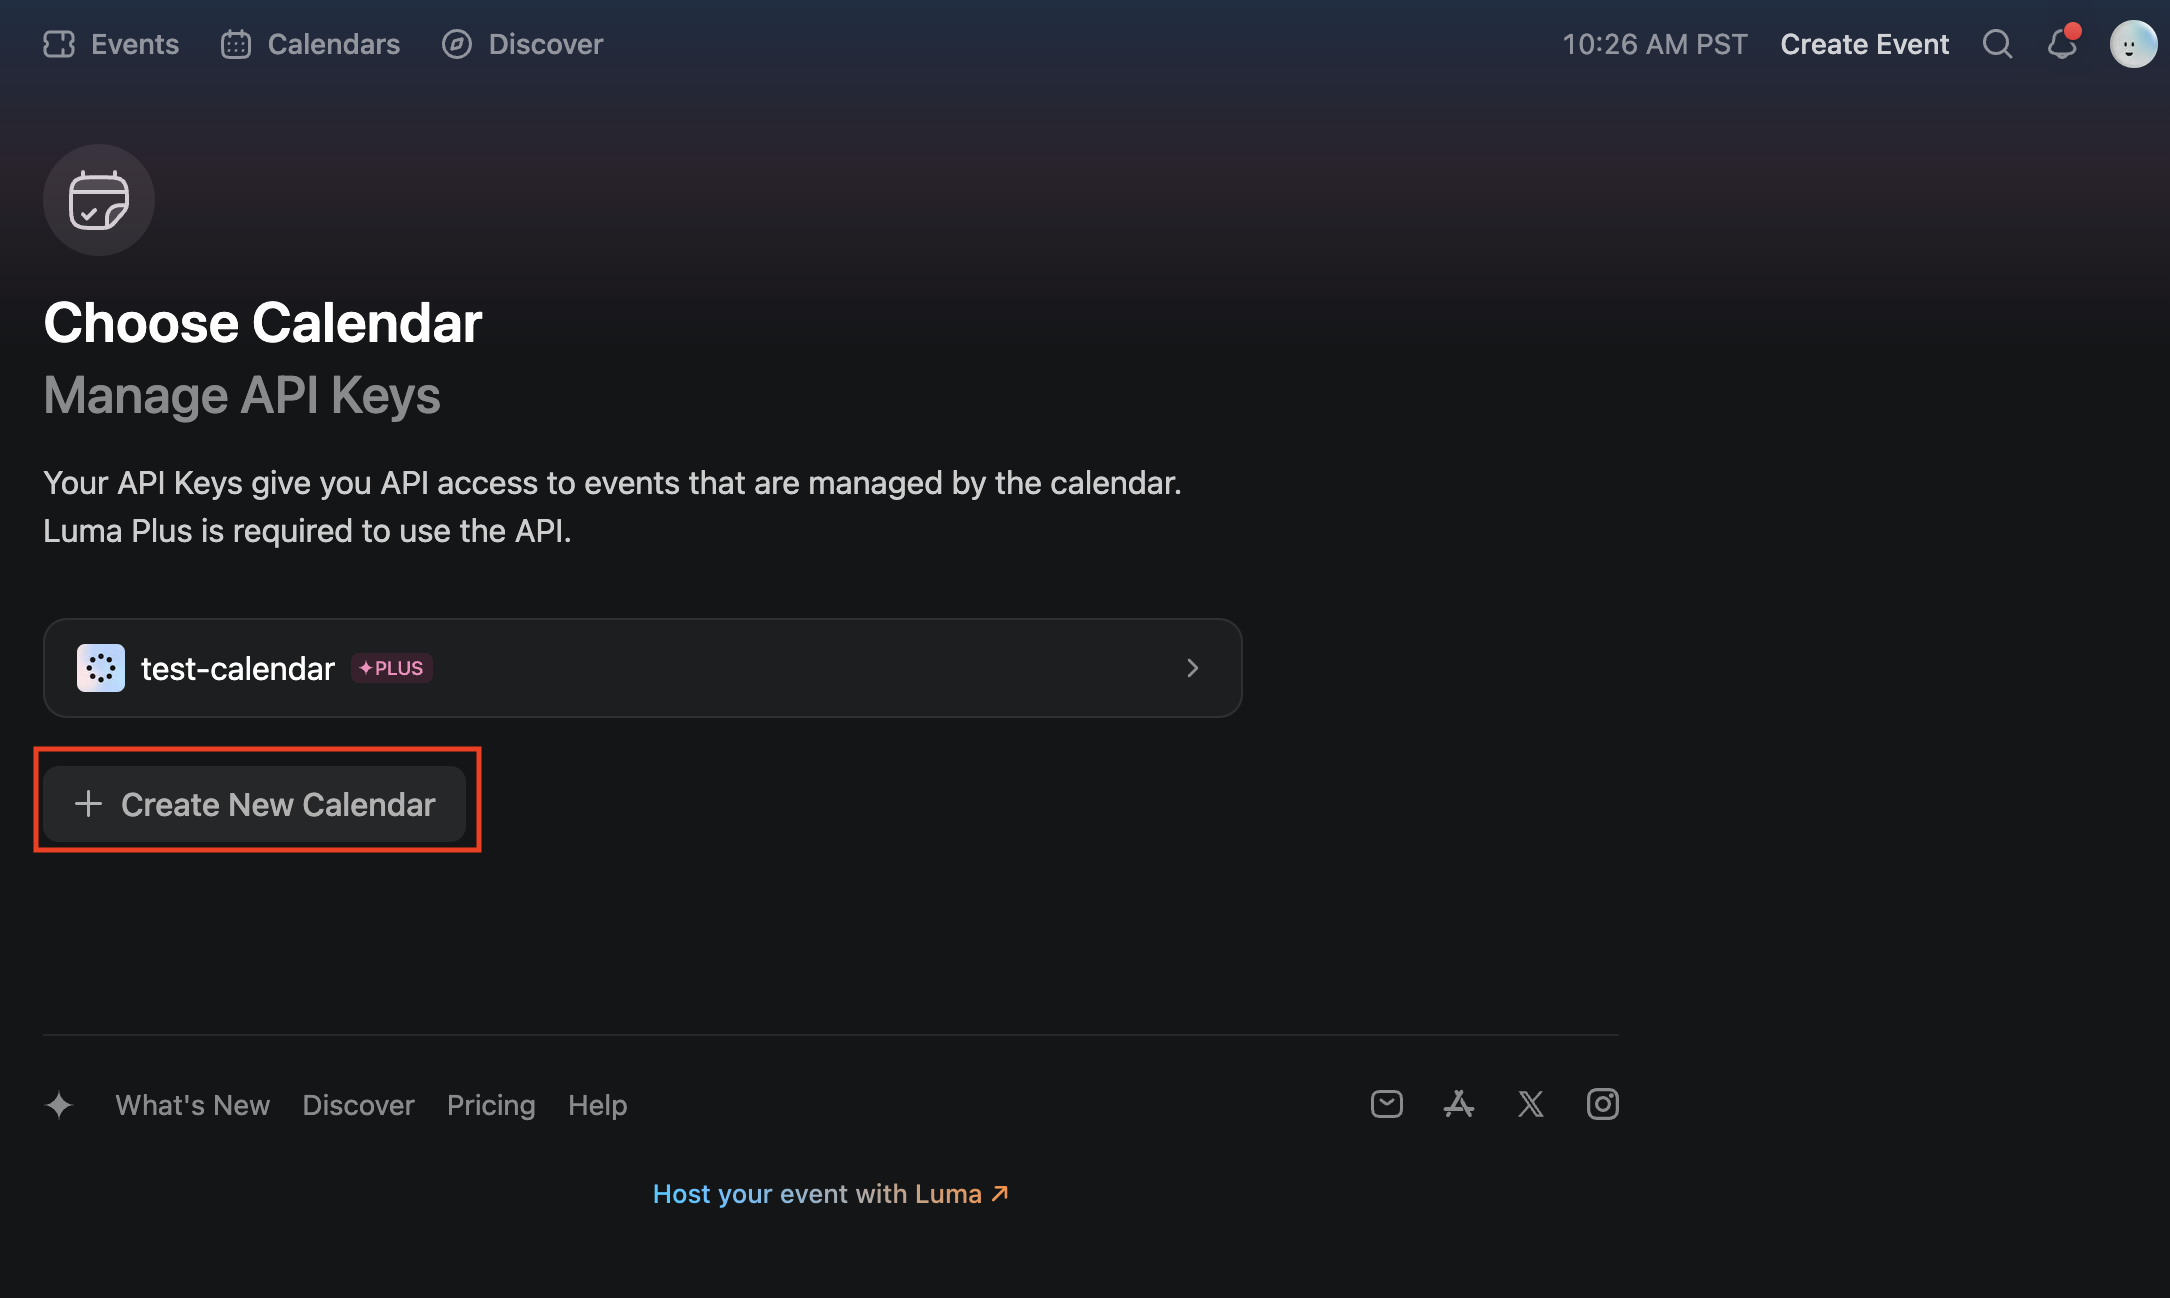 Events Calendars Discover 10:26 AM PST Create Event
Choose Calendar
Manage API Keys
Your API Keys give you API access to events that are managed by the calendar.
Luma Plus is required to use the API.
test-calendar PLUS
Create New Calendar
What's New Discover Pricing Help
Host your event with Luma